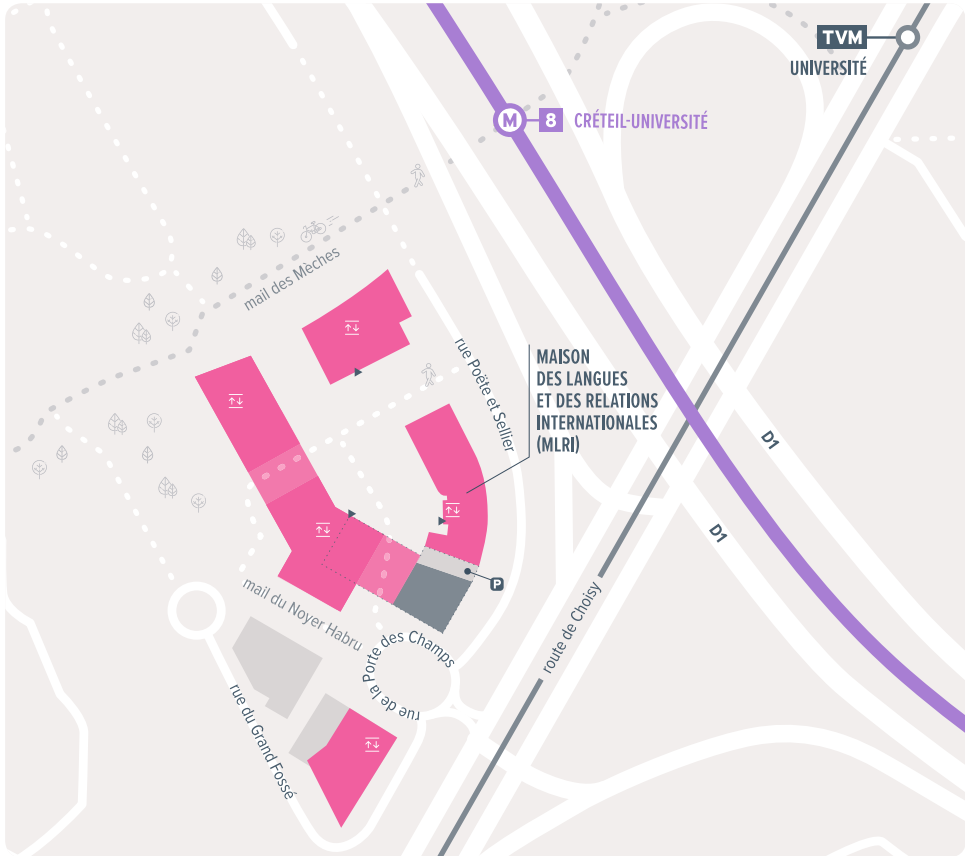 TVM
UNIVERSITÉ
M
8 CRÉTEIL-UNIVERSITÉ
mail des Mèches
rue Poëte et Sellier
MAISON
DES LANGUES
ET DES RELATIONS
INTERNATIONALES
(MLRI)
D1
D1
P
mail du Noyer Habru
rue de la Porte des Champs
route de Choisy
rue du Grand Fossé